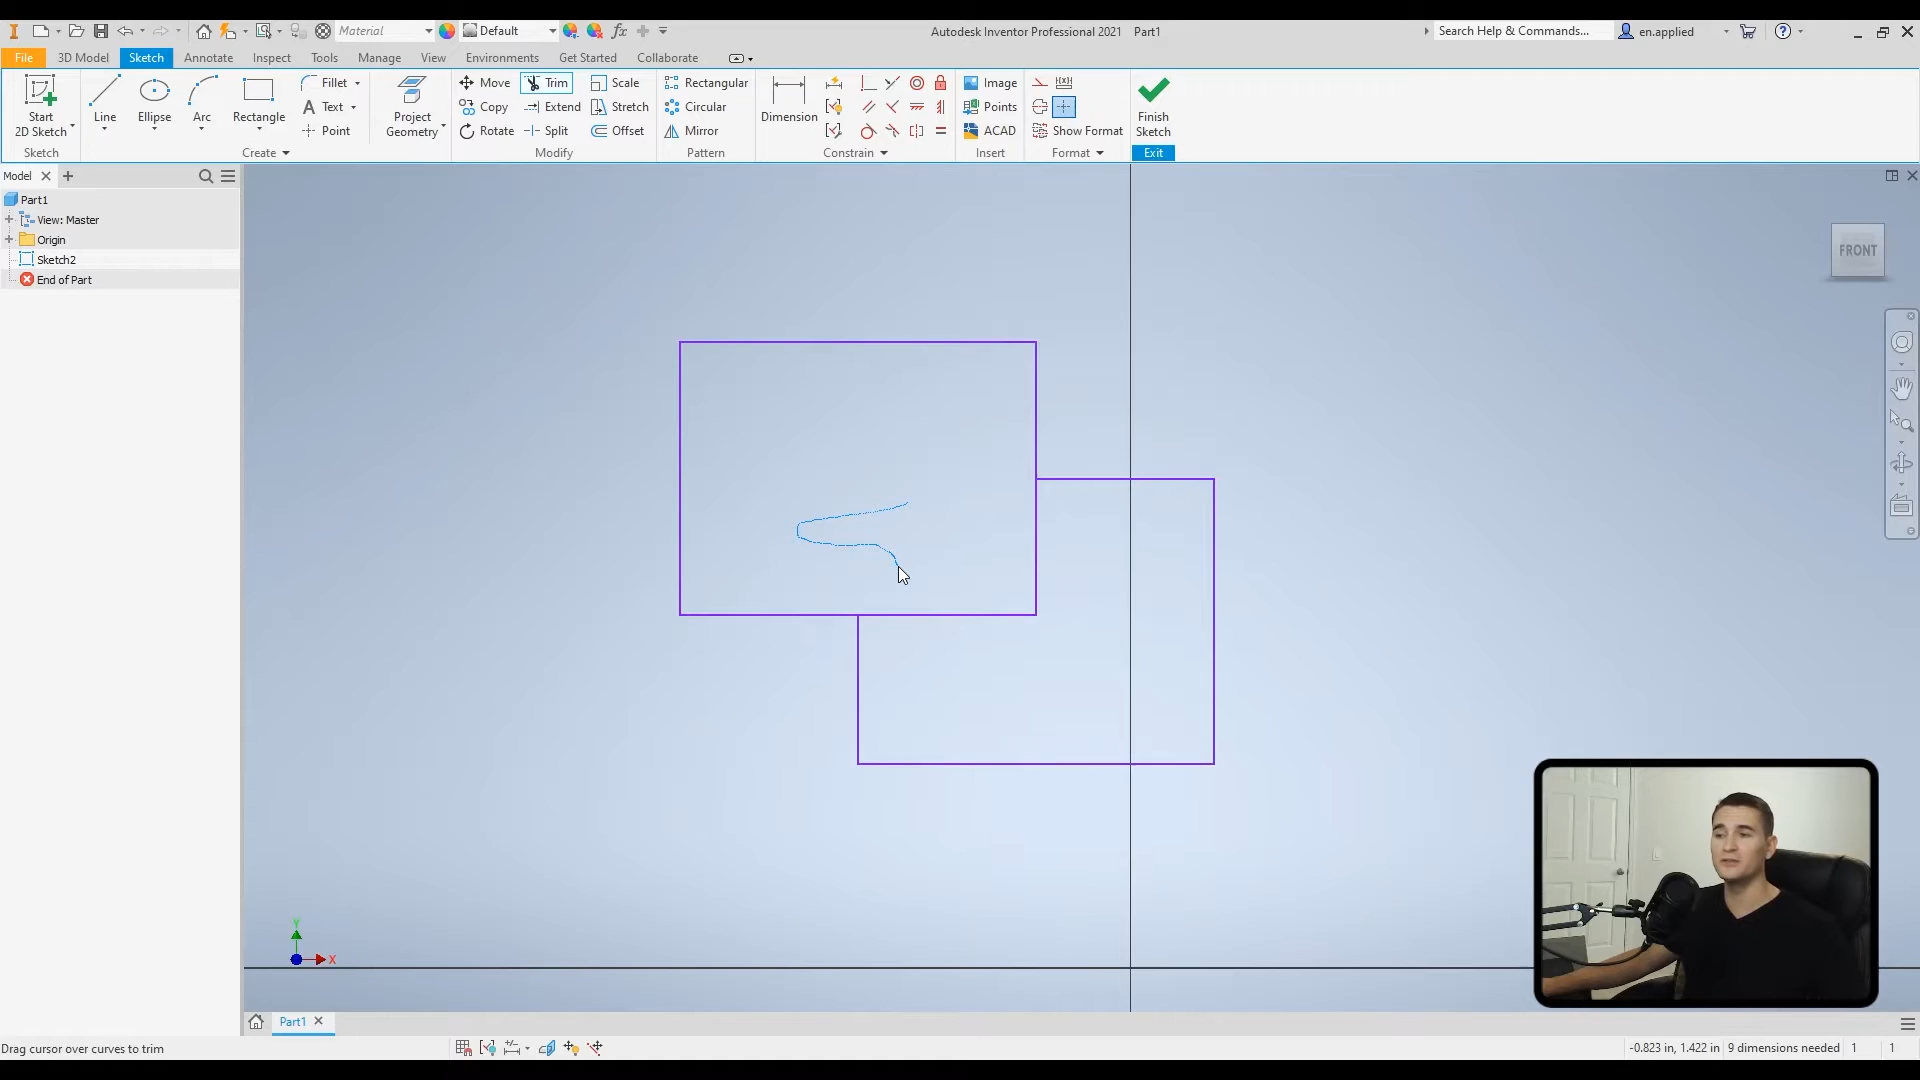 Material
Default
Autodesk Inventor Professional 2021 Part1
Search Help & Commands...
en.applied
File 3D Model Sketch Annotate Inspect Tools Manage View Environments Get Started Collaborate
Start
2D Sketch
Line
Ellipse
Arc
Rectangle
Fillet
Text
Point
Project
Geometry
Move
Copy
Rotate
Trim
Extend
Split
Scale
Stretch
Offset
Rectangular
Circular
Mirror
Dimension
Image
Points
ACAD
Show Format
Finish
Sketch
Sketch
Create
Modify
Pattern
Constrain
Insert
Format
Exit
Model
Part1
View: Master
Origin
Sketch2
End of Part
FRONT
Y
X
Part1
Drag cursor over curves to trim
-0.823 in, 1.422 in 9 dimensions needed 1 1